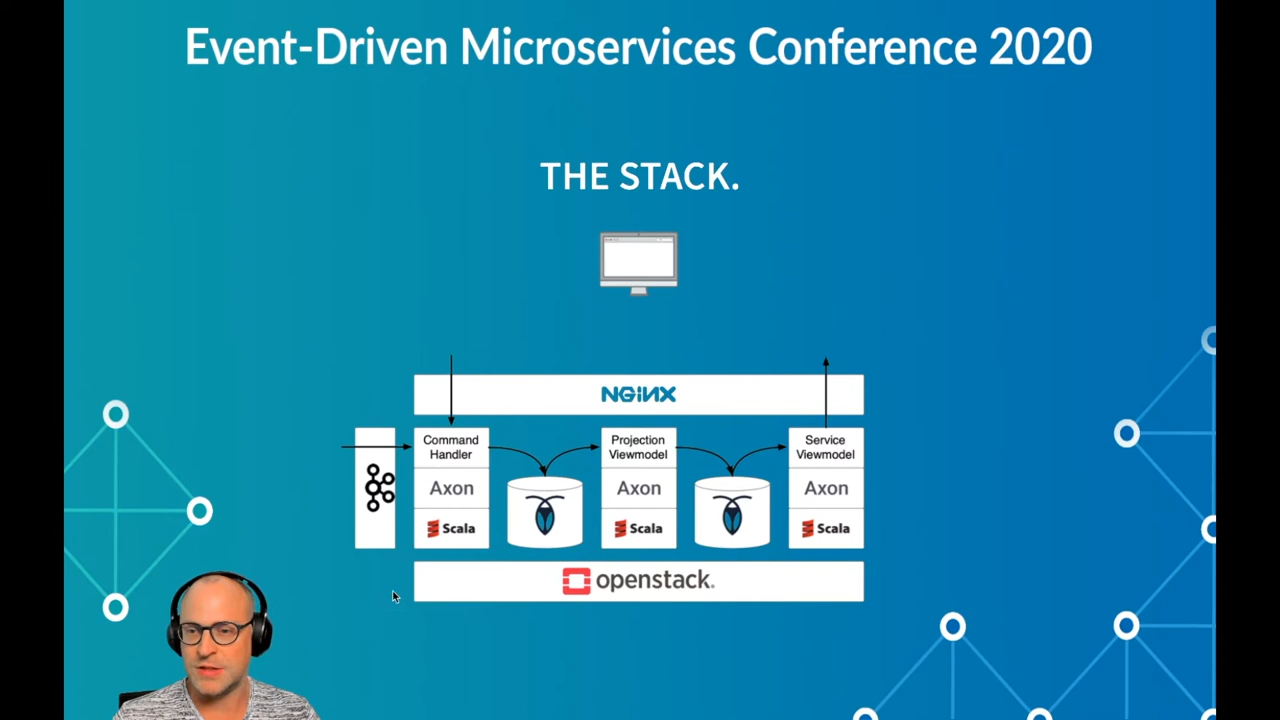 Event-Driven Microservices Conference 2020
THE STACK.
NGINX
Command
Handler
Projection
Viewmodel
Service
Viewmodel
Axon
Axon
Axon
Scala
Scala
Scala
openstack.